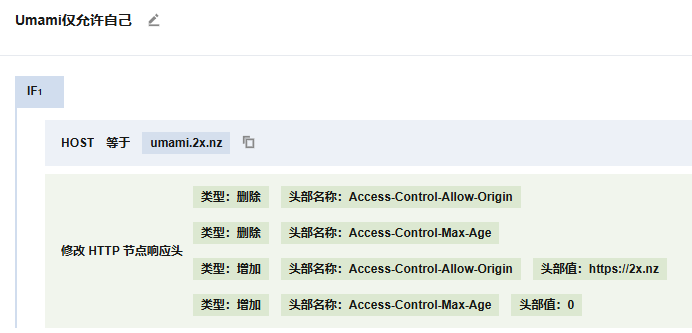 Umami仅允许自己
IF1
HOST 等于 umami.2x.nz
类型：删除 头部名称：Access-Control-Allow-Origin
类型：删除 头部名称：Access-Control-Max-Age
修改 HTTP 节点响应头
类型：增加 头部名称：Access-Control-Allow-Origin 头部值：https://2x.nz
类型：增加 头部名称：Access-Control-Max-Age 头部值：0